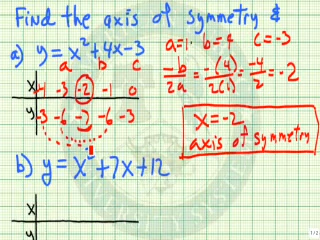 Find the axis of symmetry &
a) y = x² + 4x - 3
a b c
x -4 -3 -2 -1 0
y -3 -6 -7 -6 -3
a=1 b=4 c=-3
-b/2a = -(4)/2(1) = -4/2 = -2
x = -2
axis of symmetry
b) y = x² + 7x + 12
x
y